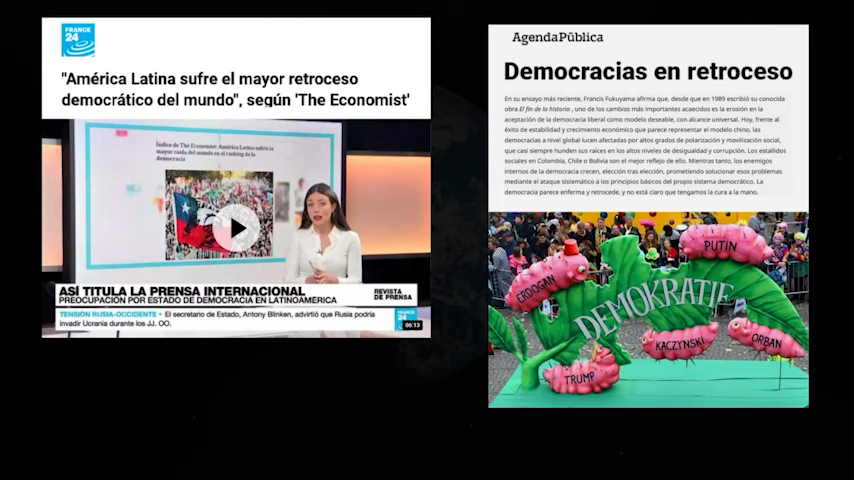 FRANCE
24
"América Latina sufre el mayor retroceso
democrático del mundo", según 'The Economist'
Índice de The Economist: América Latina sufrió la
mayor caída del mundo en el ranking de la
democracia
ASÍ TITULA LA PRENSA INTERNACIONAL
PREOCUPACIÓN POR ESTADO DE DEMOCRACIA EN LATINOAMÉRICA
REVISTA
DE PRENSA
TENSIÓN RUSIA-OCCIDENTE • El secretario de Estado, Antony Blinken, advirtió que Rusia podría
invadir Ucrania durante los JJ. OO.
FRANCE
24
06:13
AgendaPública
Democracias en retroceso
En su ensayo más reciente, Francis Fukuyama afirma que, desde que en 1989 escribió su conocida
obra El fin de la historia , uno de los cambios más importantes acaecidos es la erosión en la
aceptación de la democracia liberal como modelo deseable, con alcance universal. Hoy, frente al
éxito de estabilidad y crecimiento económico que parece representar el modelo chino, las
democracias a nivel global lucen afectadas por altos grados de polarización y movilización social,
que casi siempre hunden sus raíces en los altos niveles de desigualdad y corrupción. Los estallidos
sociales en Colombia, Chile o Bolivia son el mejor reflejo de ello. Mientras tanto, los enemigos
internos de la democracia crecen, elección tras elección, prometiendo solucionar esos problemas
mediante el ataque sistemático a los principios básicos del propio sistema democrático. La
democracia parece enferma y retrocede, y no está claro que tengamos la cura a la mano.
PUTIN
ERDOGAN
DEMOKRATIE
KACZYNSKI
ORBAN
TRUMP